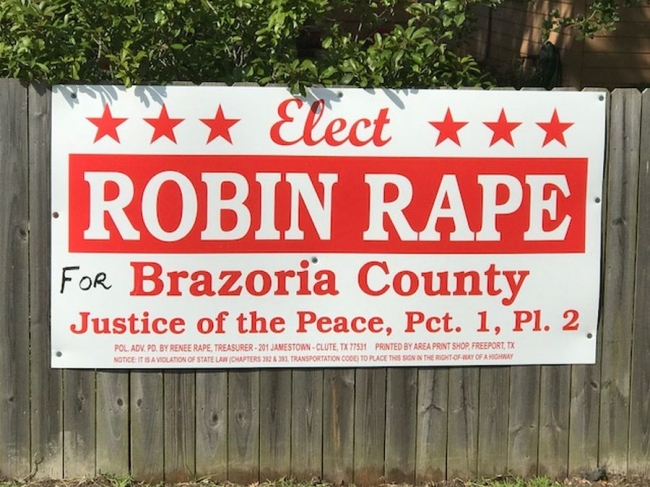 Elect
ROBIN RAPE
FOR Brazoria County
Justice of the Peace, Pct. 1, Pl. 2
POL. ADV. PD. BY RENEE RAPE, TREASURER - 201 JAMESTOWN - CLUTE, TX 77531 PRINTED BY AREA PRINT SHOP, FREEPORT, TX
NOTICE: IT IS A VIOLATION OF STATE LAW (CHAPTERS 392 & 393, TRANSPORTATION CODE) TO PLACE THIS SIGN IN THE RIGHT-OF-WAY OF A HIGHWAY